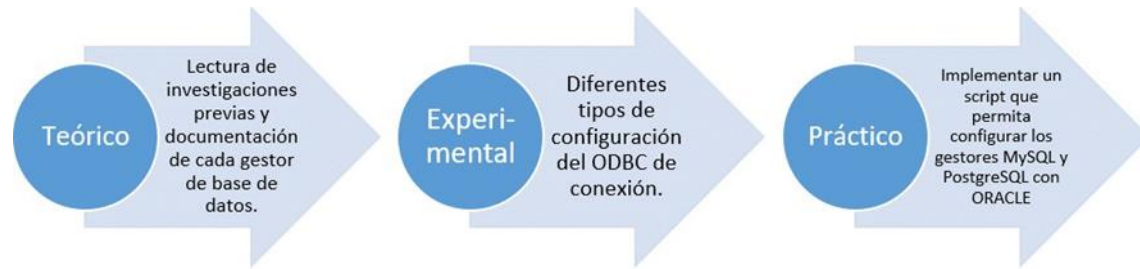 Teórico
Lectura de
investigaciones
previas y
documentación
de cada gestor
de base de
datos.
Experi-
mental
Diferentes
tipos de
configuración
del ODBC de
conexión.
Práctico
Implementar un
script que
permita
configurar los
gestores MySQL y
PostgreSQL con
ORACLE